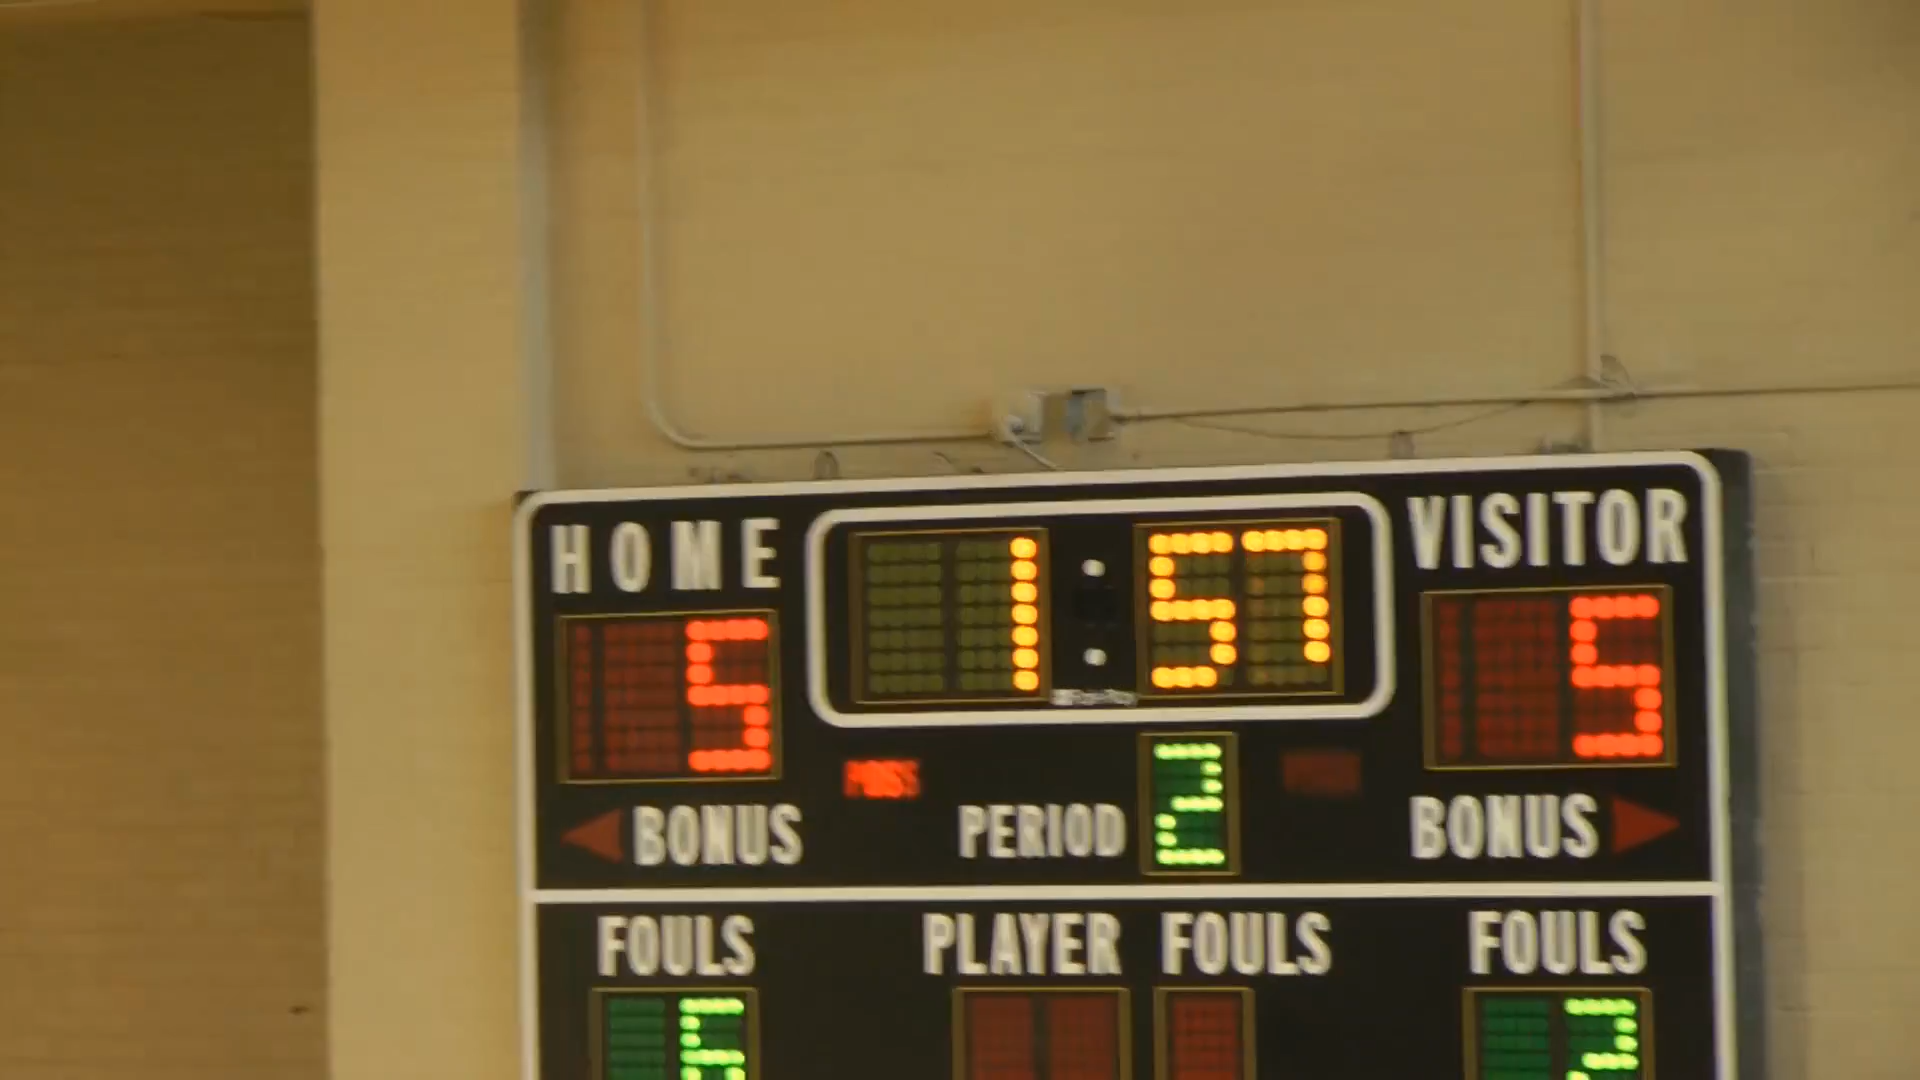 HOME 1:57 VISITOR
5 5
POSS
BONUS PERIOD 2 BONUS
FOULS PLAYER FOULS FOULS